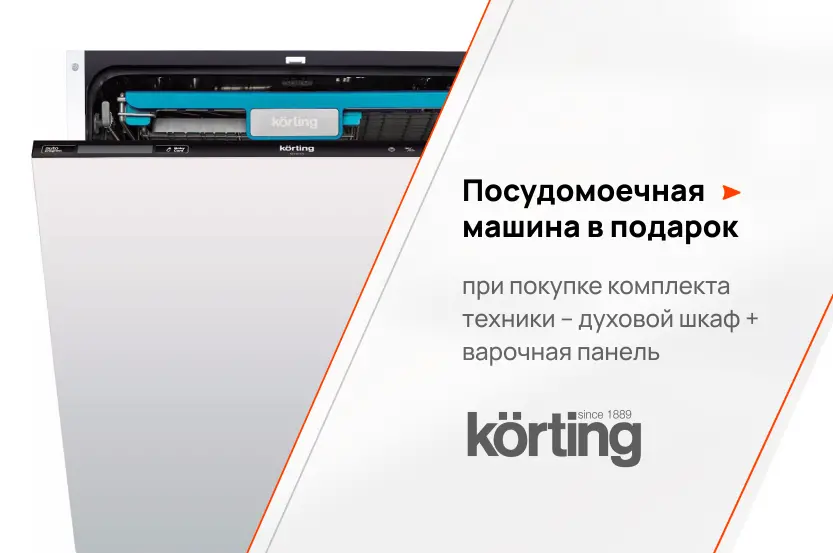 körting
körting
Посудомоечная
машина в подарок
при покупке комплекта
техники – духовой шкаф +
варочная панель
since 1889
körting